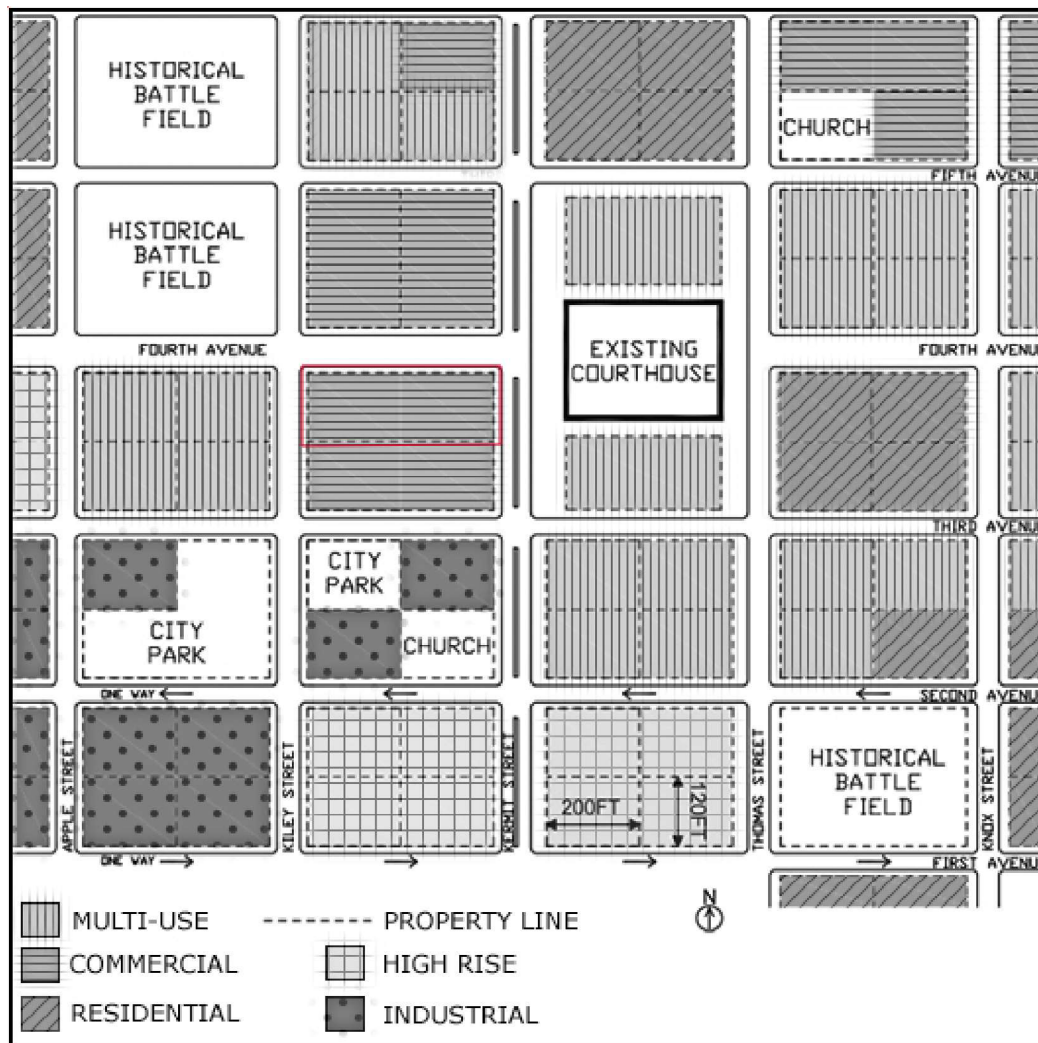 HISTORICAL
BATTLE
FIELD
CHURCH
FIFTH AVENUE
HISTORICAL
BATTLE
FIELD
FOURTH AVENUE
EXISTING
COURTHOUSE
FOURTH AVENUE
THIRD AVENUE
CITY
PARK
CITY
PARK
CHURCH
ONE WAY
SECOND AVENUE
APPLE STREET
KILEY STREET
KERMIT STREET
200FT
120FT
THOMAS STREET
HISTORICAL
BATTLE
FIELD
KNOX STREET
ONE WAY
FIRST AVENUE
MULTI-USE
PROPERTY LINE
N
COMMERCIAL
HIGH RISE
RESIDENTIAL
INDUSTRIAL